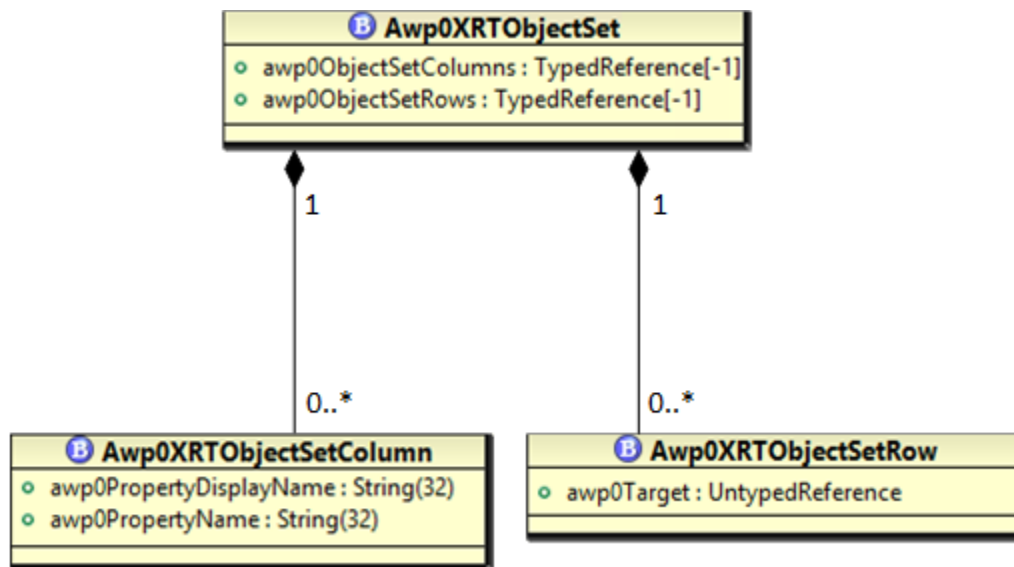 B Awp0XRTObjectSet
awp0ObjectSetColumns : TypedReference[-1]
awp0ObjectSetRows : TypedReference[-1]
1
1
0..*
0..*
B Awp0XRTObjectSetColumn
awp0PropertyDisplayName : String(32)
awp0PropertyName : String(32)
B Awp0XRTObjectSetRow
awp0Target : UntypedReference